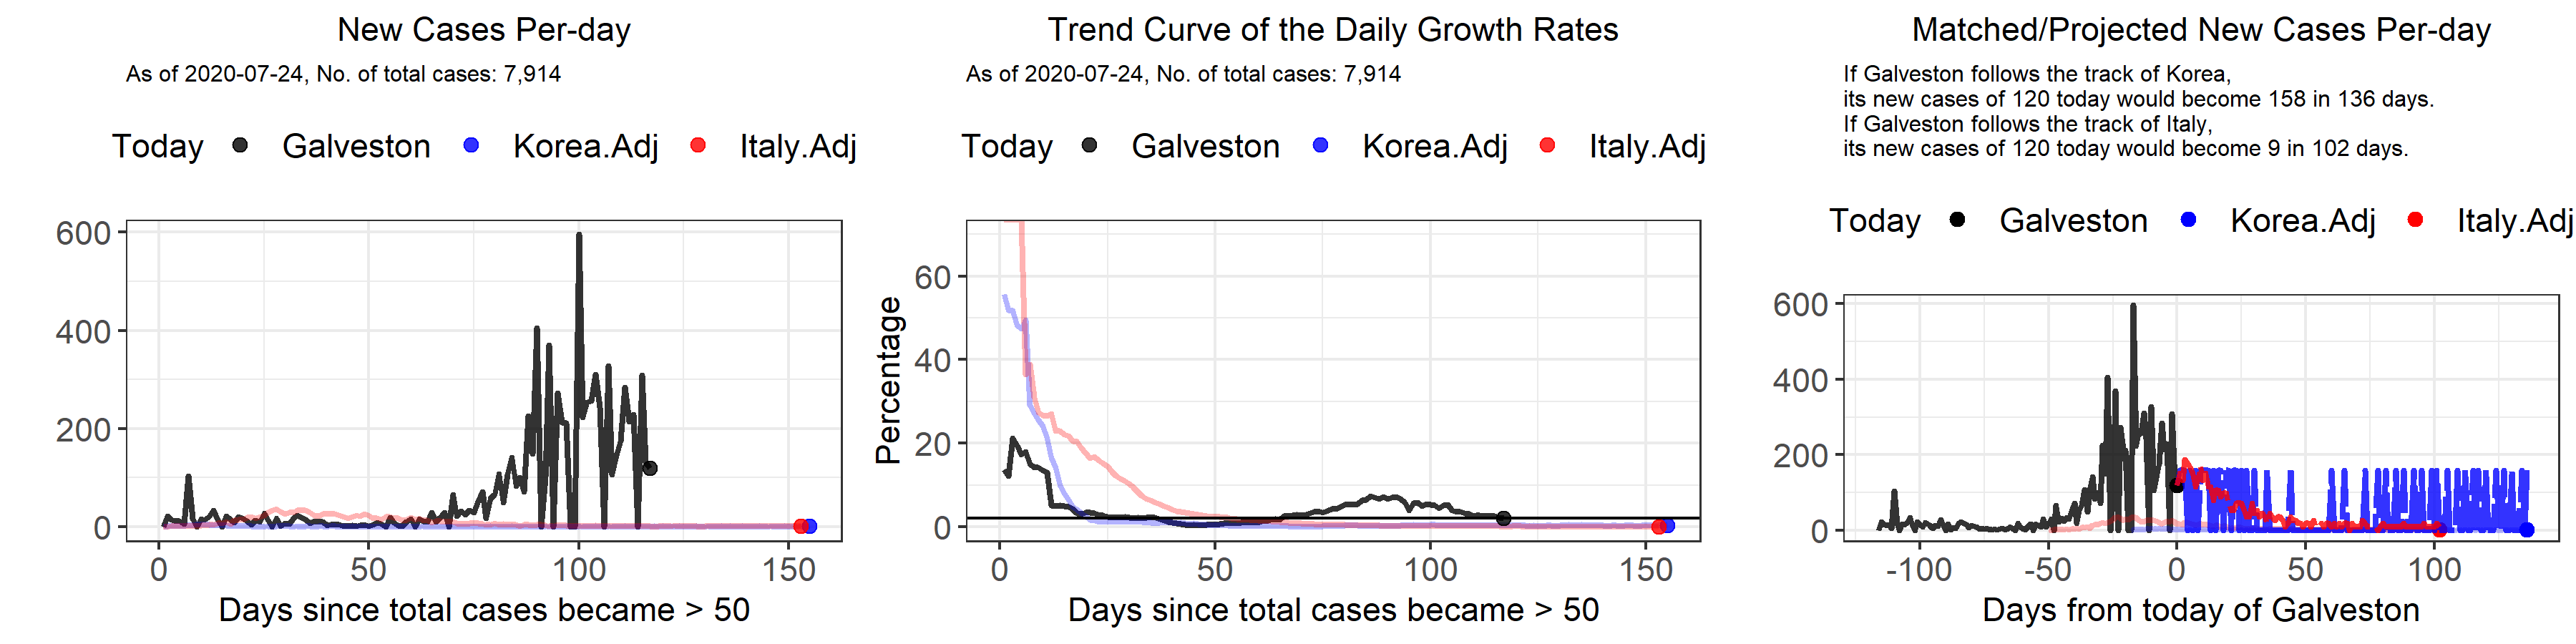 New Cases Per-day
As of 2020-07-24, No. of total cases: 7,914
Today Galveston Korea.Adj Italy.Adj
600
400
200
0
0 50 100 150
Days since total cases became > 50
Trend Curve of the Daily Growth Rates
As of 2020-07-24, No. of total cases: 7,914
Today Galveston Korea.Adj Italy.Adj
Percentage
60
40
20
0
0 50 100 150
Days since total cases became > 50
Matched/Projected New Cases Per-day
If Galveston follows the track of Korea,
its new cases of 120 today would become 158 in 136 days.
If Galveston follows the track of Italy,
its new cases of 120 today would become 9 in 102 days.
Today Galveston Korea.Adj Italy.Adj
600
400
200
0
-100 -50 0 50 100
Days from today of Galveston